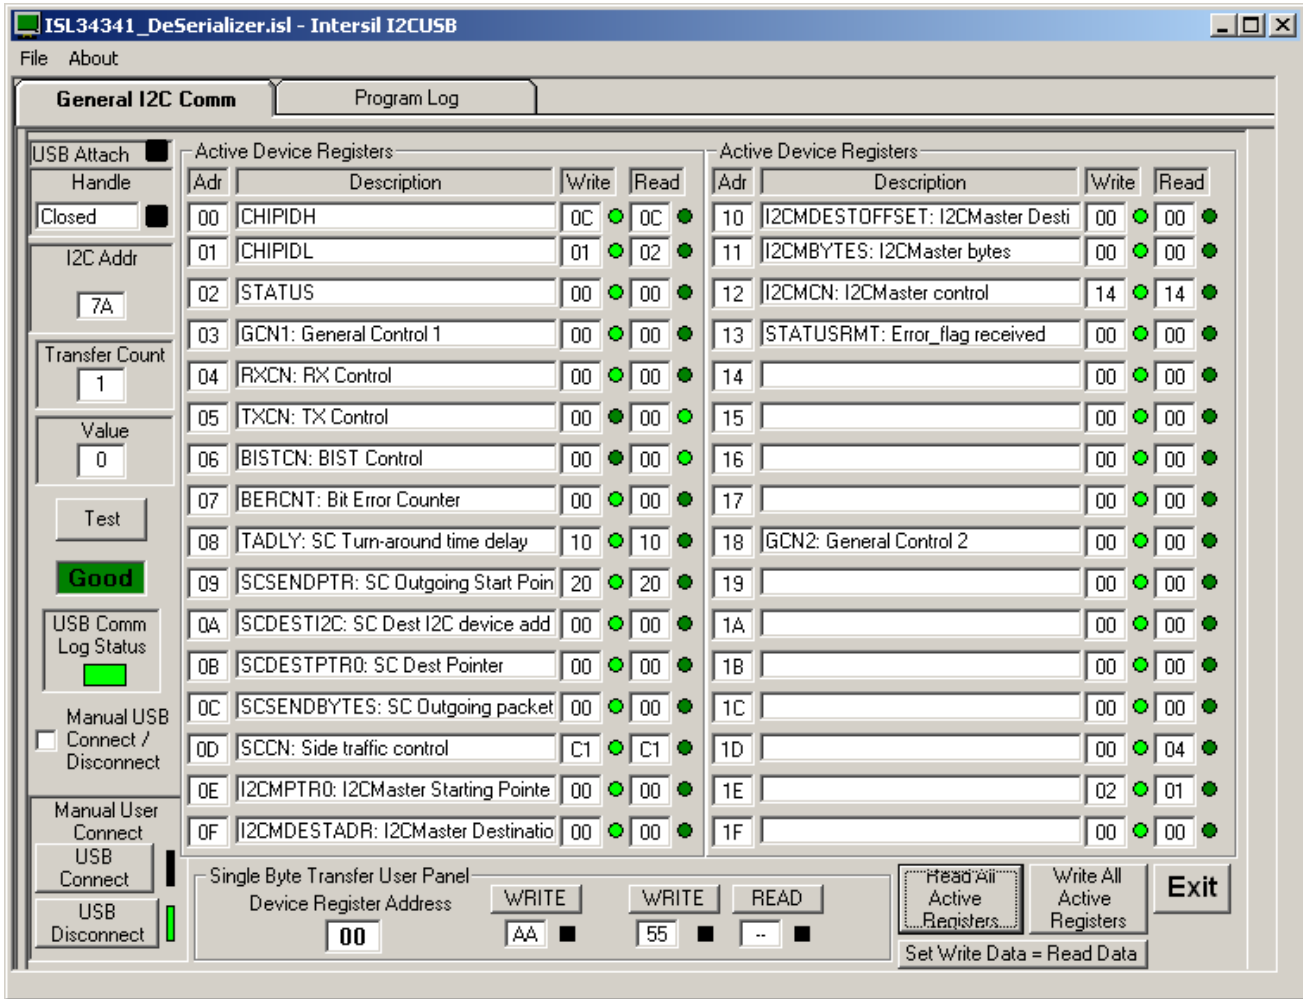 ISL34341_DeSerializer.isl - Intersil I2CUSB
File About
General I2C Comm Program Log
USB Attach
Handle
Closed
I2C Addr
7A
Transfer Count
1
Value
0
Test
Good
USB Comm
Log Status
Manual USB
Connect /
Disconnect
Manual User
Connect
USB
Connect
USB
Disconnect
Active Device Registers
Adr Description Write Read
00 CHIPIDH 0C 0C
01 CHIPIDL 01 02
02 STATUS 00 00
03 GCN1: General Control 1 00 00
04 RXCN: RX Control 00 00
05 TXCN: TX Control 00 00
06 BISTCN: BIST Control 00 00
07 BERCNT: Bit Error Counter 00 00
08 TADLY: SC Turn-around time delay 10 10
09 SCSENDPTR: SC Outgoing Start Poin 20 20
0A SCDESTI2C: SC Dest I2C device add 00 00
0B SCDESTPTR0: SC Dest Pointer 00 00
0C SCSENDBYTES: SC Outgoing packet 00 00
0D SCCN: Side traffic control C1 C1
0E I2CMPTR0: I2CMaster Starting Pointe 00 00
0F I2CMDESTADR: I2CMaster Destinatio 00 00
Active Device Registers
Adr Description Write Read
10 I2CMDESTOFFSET: I2CMaster Desti 00 00
11 I2CMBYTES: I2CMaster bytes 00 00
12 I2CMCN: I2CMaster control 14 14
13 STATUSRMT: Error_flag received 00 00
14 00 00
15 00 00
16 00 00
17 00 00
18 GCN2: General Control 2 00 00
19 00 00
1A 00 00
1B 00 00
1C 00 00
1D 00 04
1E 02 01
1F 00 00
Single Byte Transfer User Panel
Device Register Address
00
WRITE WRITE READ
AA 55 --
Read All
Active
Registers
Write All
Active
Registers
Exit
Set Write Data = Read Data